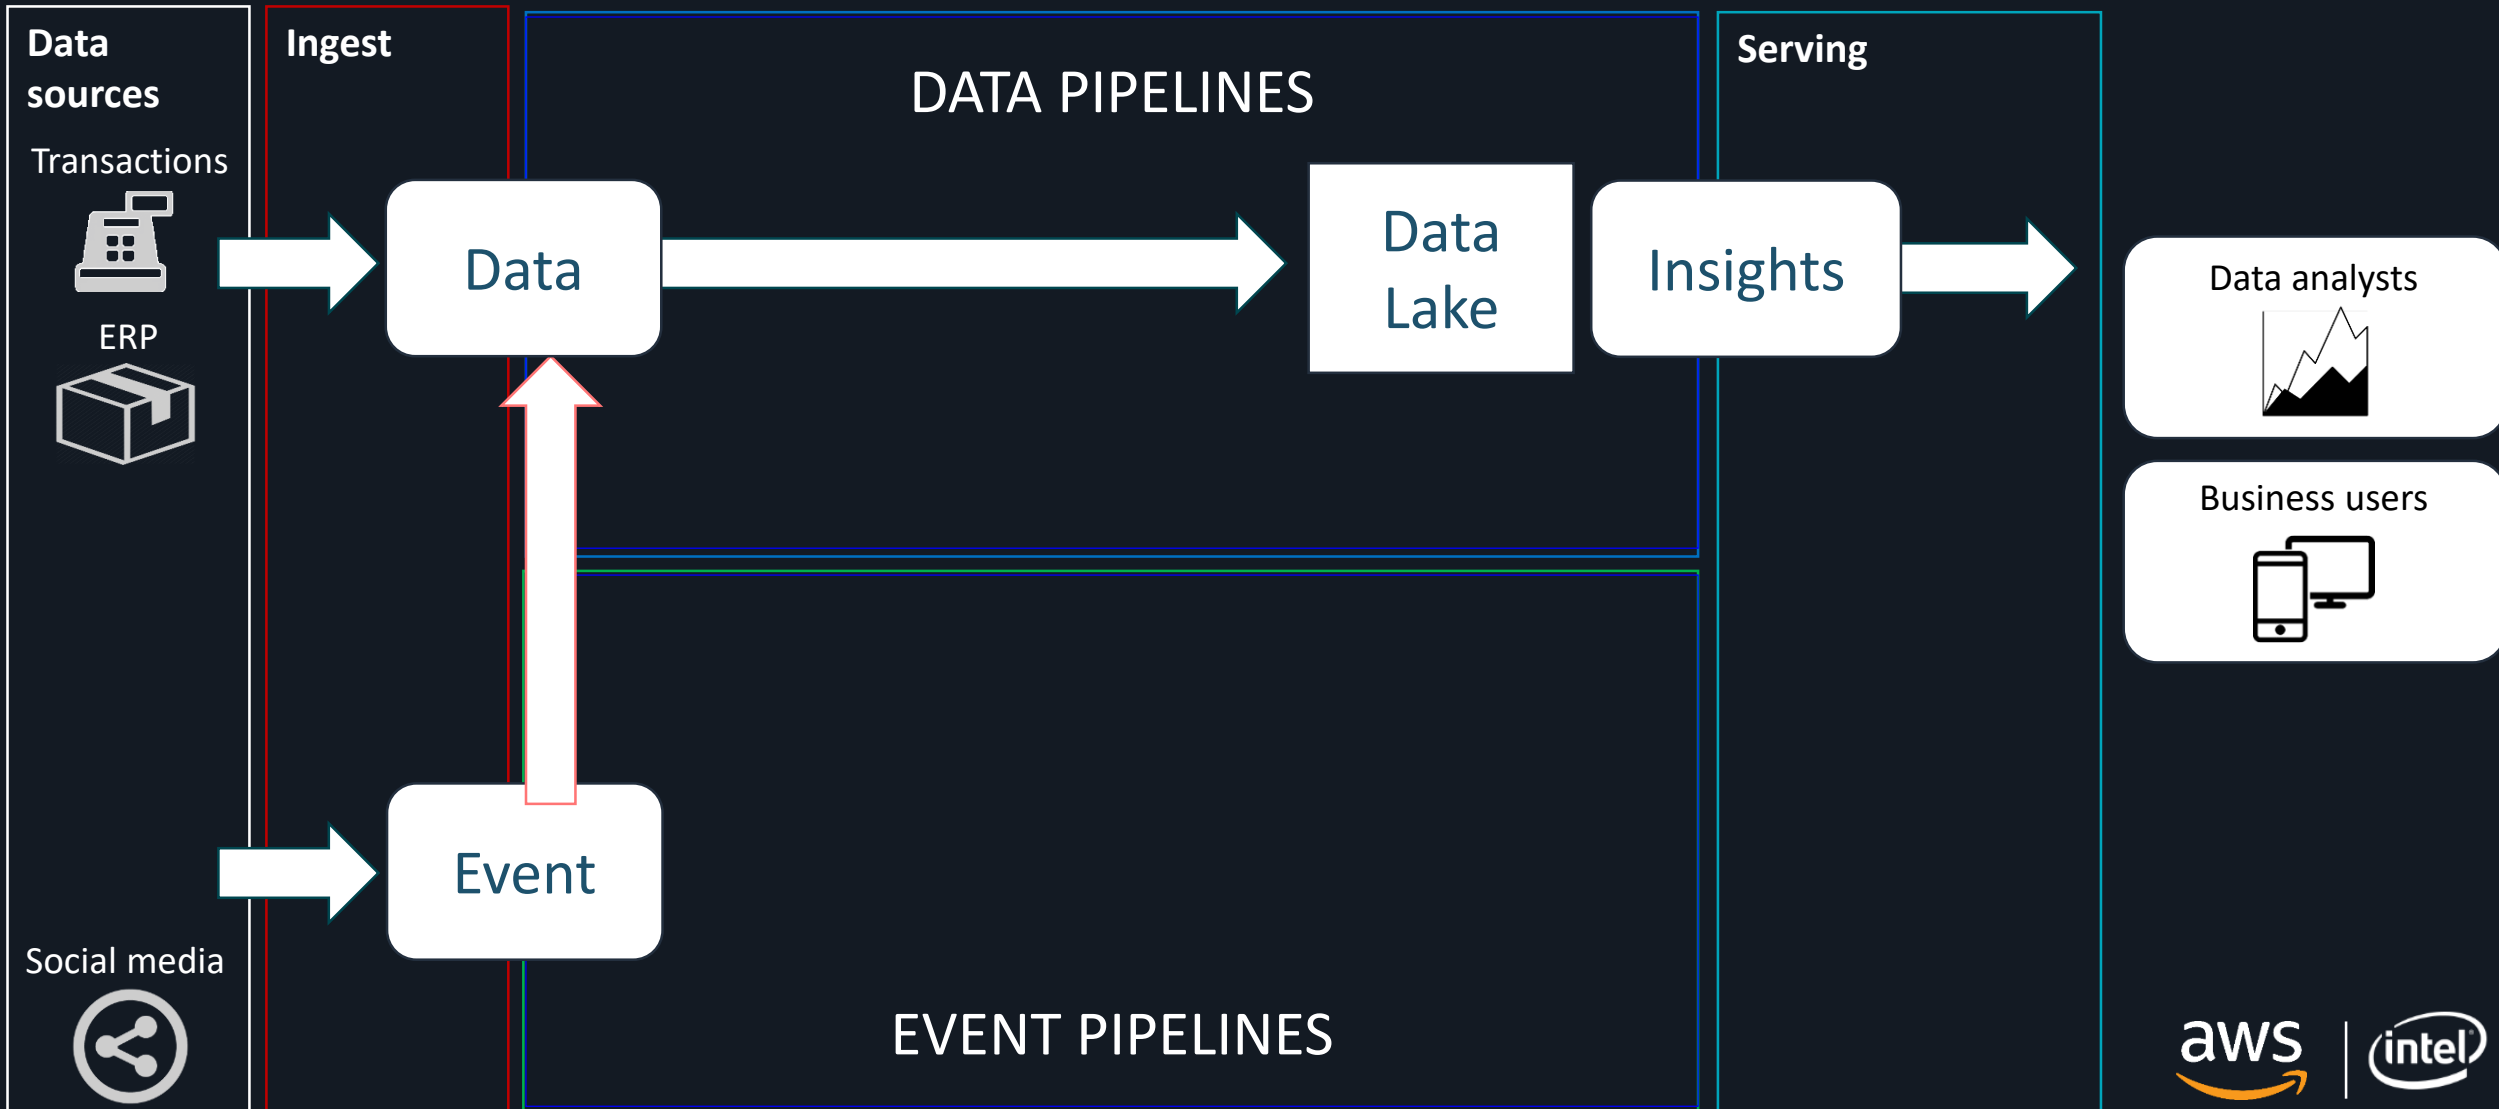 Data
sources
Transactions
ERP
Social media
Ingest
DATA PIPELINES
Data
Data
Lake
Insights
Event
EVENT PIPELINES
Serving
Data analysts
Business users
aws
intel